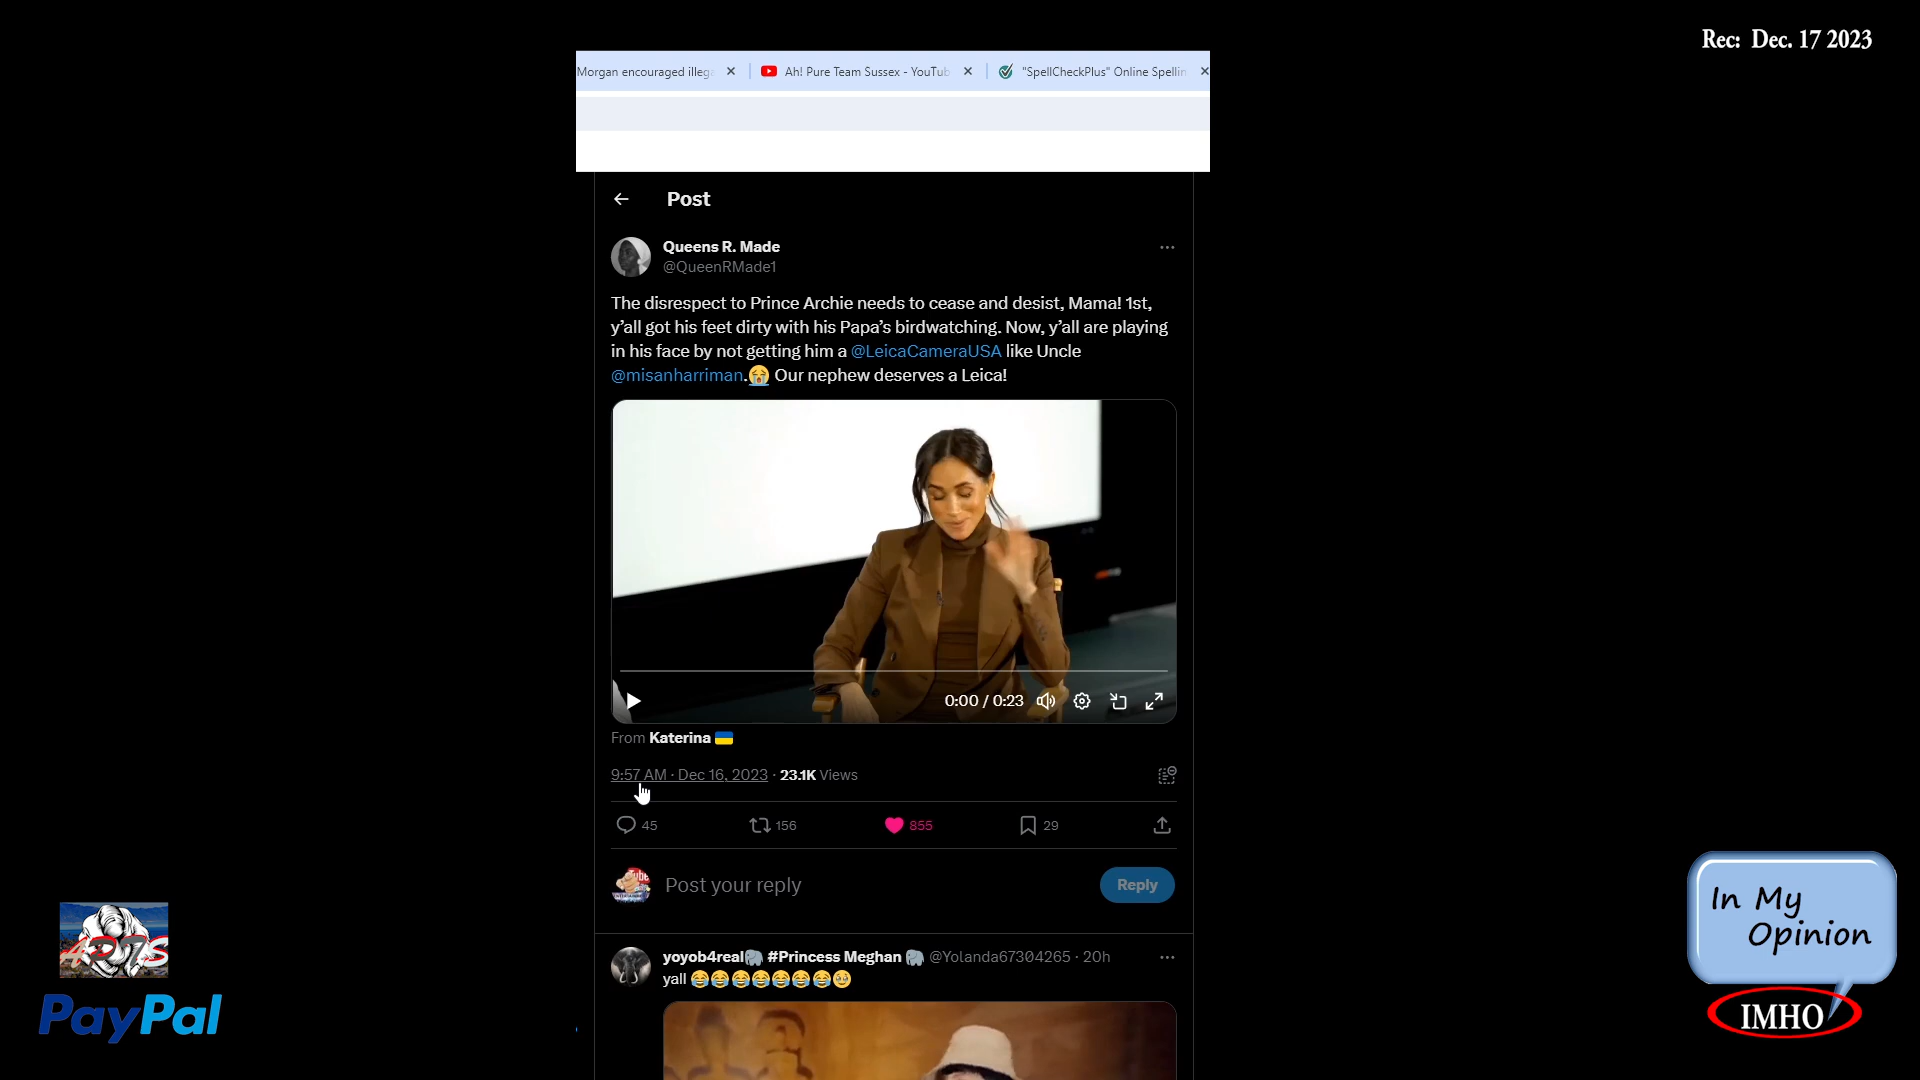 Rec: Dec. 17 2023
Morgan encouraged illeg
Ah! Pure Team Sussex - YouTub
"SpellCheckPlus" Online Spellin
Post
Queens R. Made
@QueenRMade1
The disrespect to Prince Archie needs to cease and desist, Mama! 1st,
y'all got his feet dirty with his Papa's birdwatching. Now, y'all are playing
in his face by not getting him a @LeicaCameraUSA like Uncle
@misanharriman.😭 Our nephew deserves a Leica!
0:00 / 0:23
From Katerina 🇺🇦
9:57 AM · Dec 16, 2023 · 23.1K Views
45
156
855
29
Post your reply
Reply
yoyob4real🐘 #Princess Meghan 🐘 @Yolanda67304265 · 20h
yall 😂😂😂😂😂😂😂🥹
PayPal
In My
Opinion
IMHO